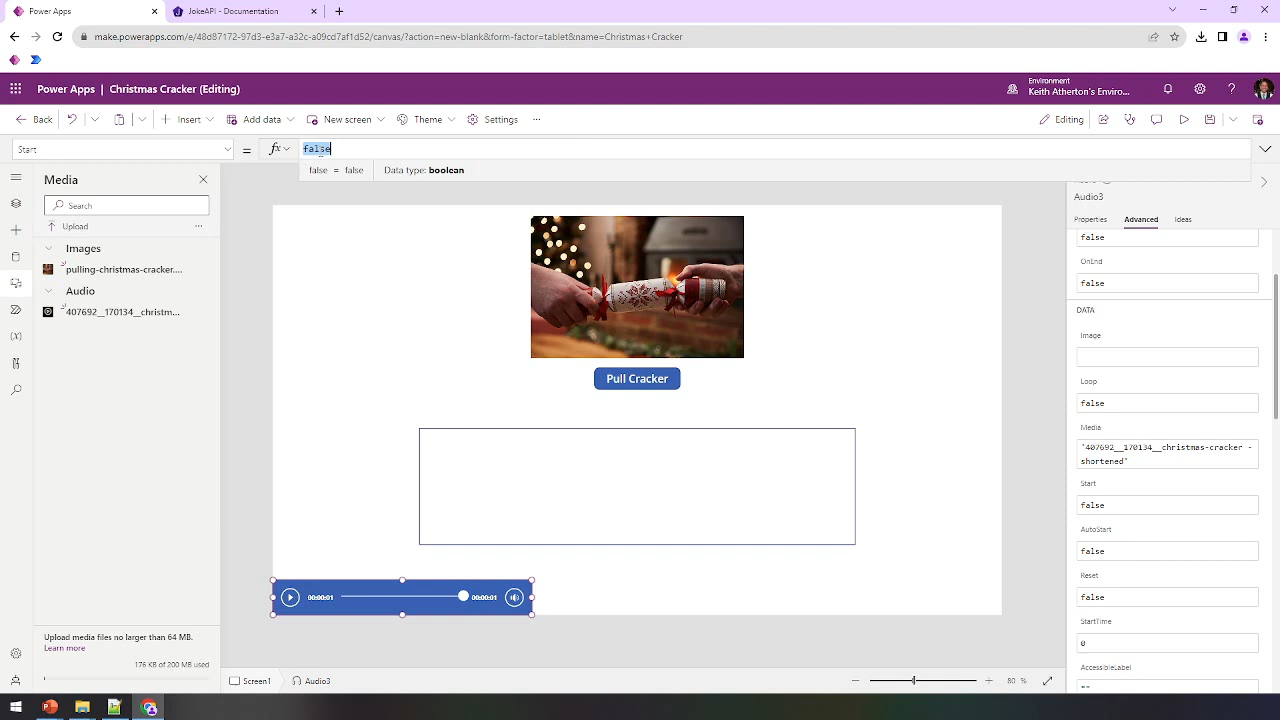 Power Apps
JokeAPI - Documentation
make.powerapps.com/e/48d87172-97d3-e3a7-a32c-a09cd7af1d52/canvas/?action=new-blank&form-factor=tablet&name=Christmas+Cracker
Power Apps | Christmas Cracker (Editing)
Environment
Keith Atherton's Enviro...
Back
Insert
Add data
New screen
Theme
Settings
Editing
Start
=
fx
false
false = false
Data type: boolean
Media
Search
Upload
Images
pulling-christmas-cracker....
Audio
407692__170134__christm...
Upload media files no larger than 64 MB.
Learn more
176 KB of 200 MB used
Pull Cracker
00:00:01
00:00:01
Screen1
Audio3
80 %
Audio3
Properties
Advanced
Ideas
false
OnEnd
false
DATA
Image
Loop
false
Media
'407692__170134__christmas-cracker -
shortened'
Start
false
AutoStart
false
Reset
false
StartTime
0
AccessibleLabel